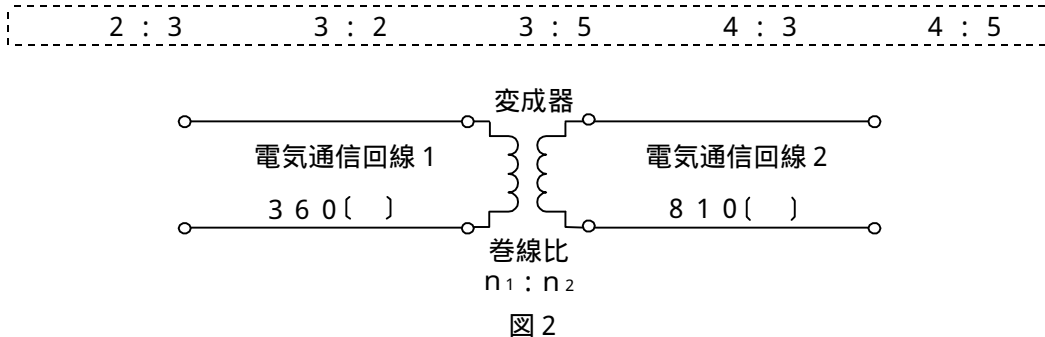 2：3 3：2 3：5 4：3 4：5
変成器
電気通信回線1 電気通信回線2
360〔 〕 810〔 〕
巻線比
n₁：n₂
図2